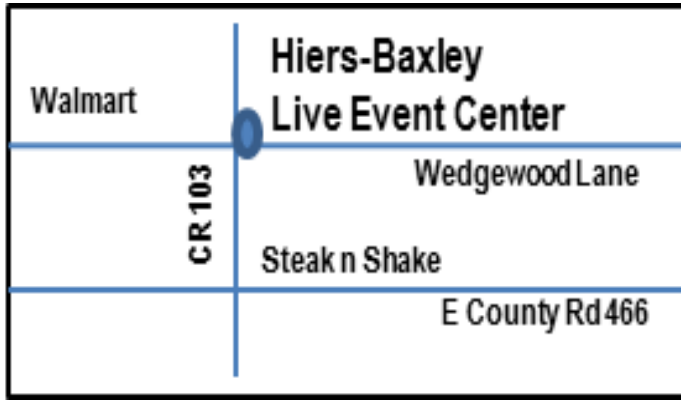 Hiers-Baxley
Walmart
Live Event Center
Wedgewood Lane
CR 103
Steak n Shake
E County Rd 466